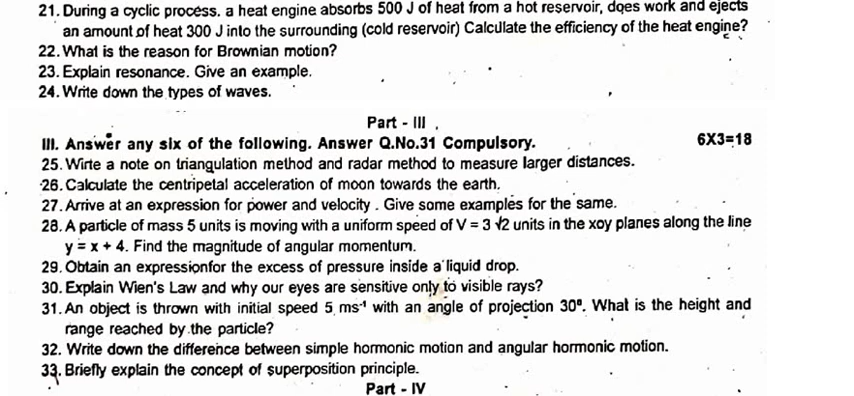 21. During a cyclic process. a heat engine absorbs 500 J of heat from a hot reservoir, does work and ejects
an amount of heat 300 J into the surrounding (cold reservoir) Calculate the efficiency of the heat engine?
22. What is the reason for Brownian motion?
23. Explain resonance. Give an example.
24. Write down the types of waves.
Part - III
III. Answer any six of the following. Answer Q.No.31 Compulsory. 6X3=18
25. Wirte a note on triangulation method and radar method to measure larger distances.
26. Calculate the centripetal acceleration of moon towards the earth.
27. Arrive at an expression for power and velocity . Give some examples for the same.
28. A particle of mass 5 units is moving with a uniform speed of V = 3 √2 units in the xoy planes along the line
y = x + 4. Find the magnitude of angular momentum.
29. Obtain an expressionfor the excess of pressure inside a liquid drop.
30. Explain Wien's Law and why our eyes are sensitive only to visible rays?
31. An object is thrown with initial speed 5 ms⁻¹ with an angle of projection 30°. What is the height and
range reached by the particle?
32. Write down the difference between simple hormonic motion and angular hormonic motion.
33. Briefly explain the concept of superposition principle.
Part - IV